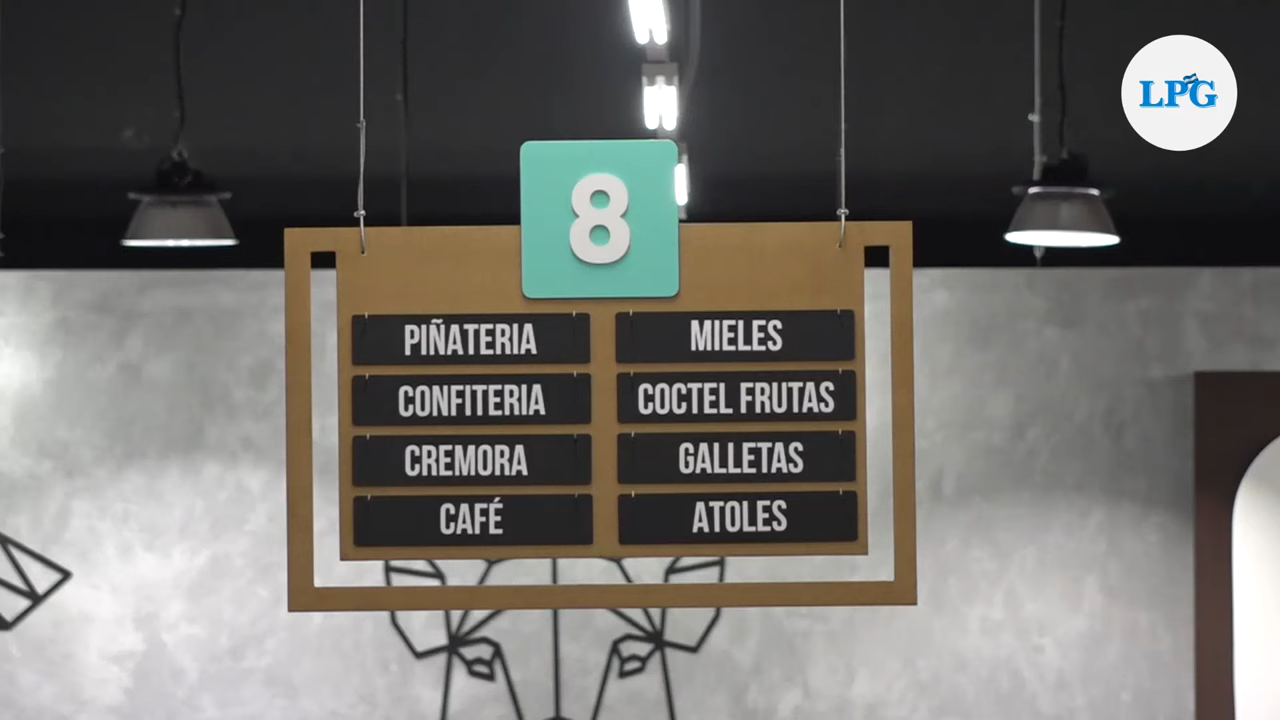 LPG
8
PIÑATERIA
CONFITERIA
CREMORA
CAFÉ
MIELES
COCTEL FRUTAS
GALLETAS
ATOLES